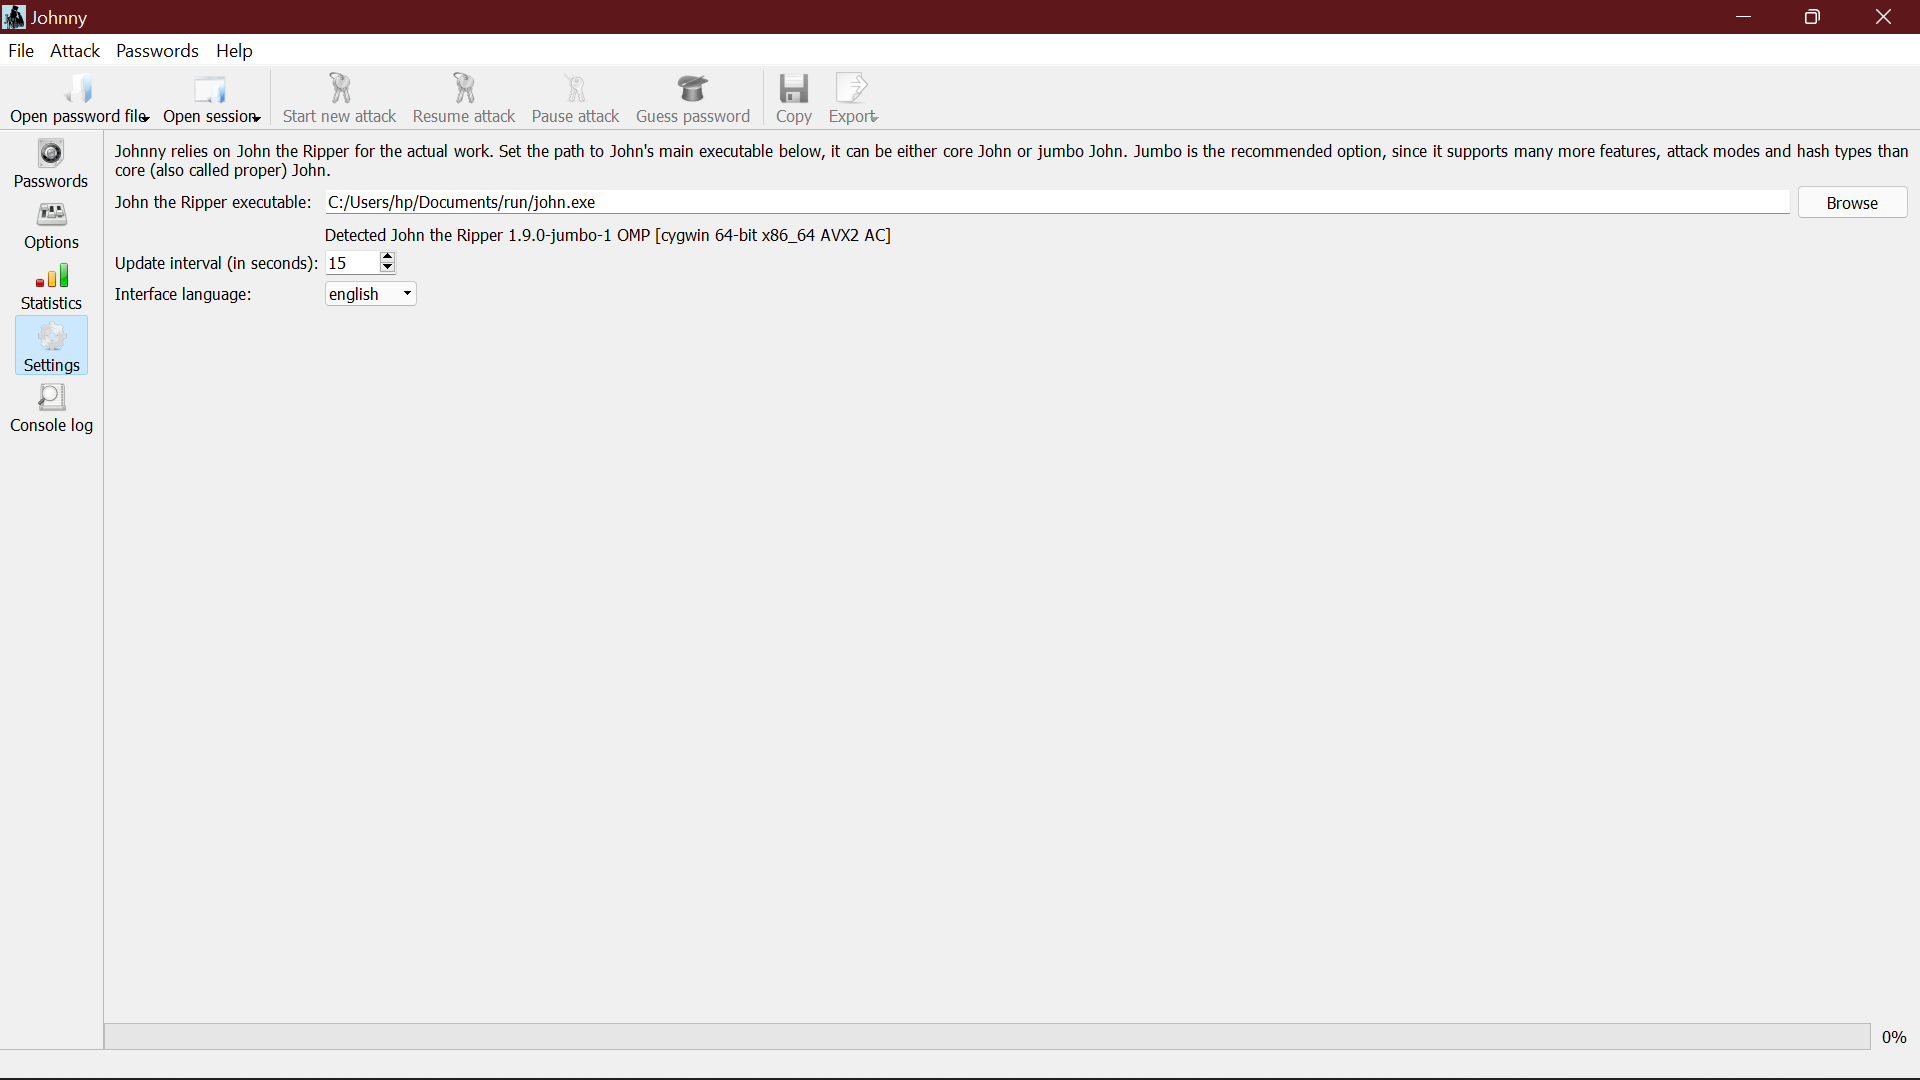 Johnny
File Attack Passwords Help
Open password file Open session Start new attack Resume attack Pause attack Guess password Copy Export
Passwords
Options
Statistics
Settings
Console log
Johnny relies on John the Ripper for the actual work. Set the path to John's main executable below, it can be either core John or jumbo John. Jumbo is the recommended option, since it supports many more features, attack modes and hash types than
core (also called proper) John.
John the Ripper executable: C:/Users/hp/Documents/run/john.exe Browse
Detected John the Ripper 1.9.0-jumbo-1 OMP [cygwin 64-bit x86_64 AVX2 AC]
Update interval (in seconds): 15
Interface language: english
0%